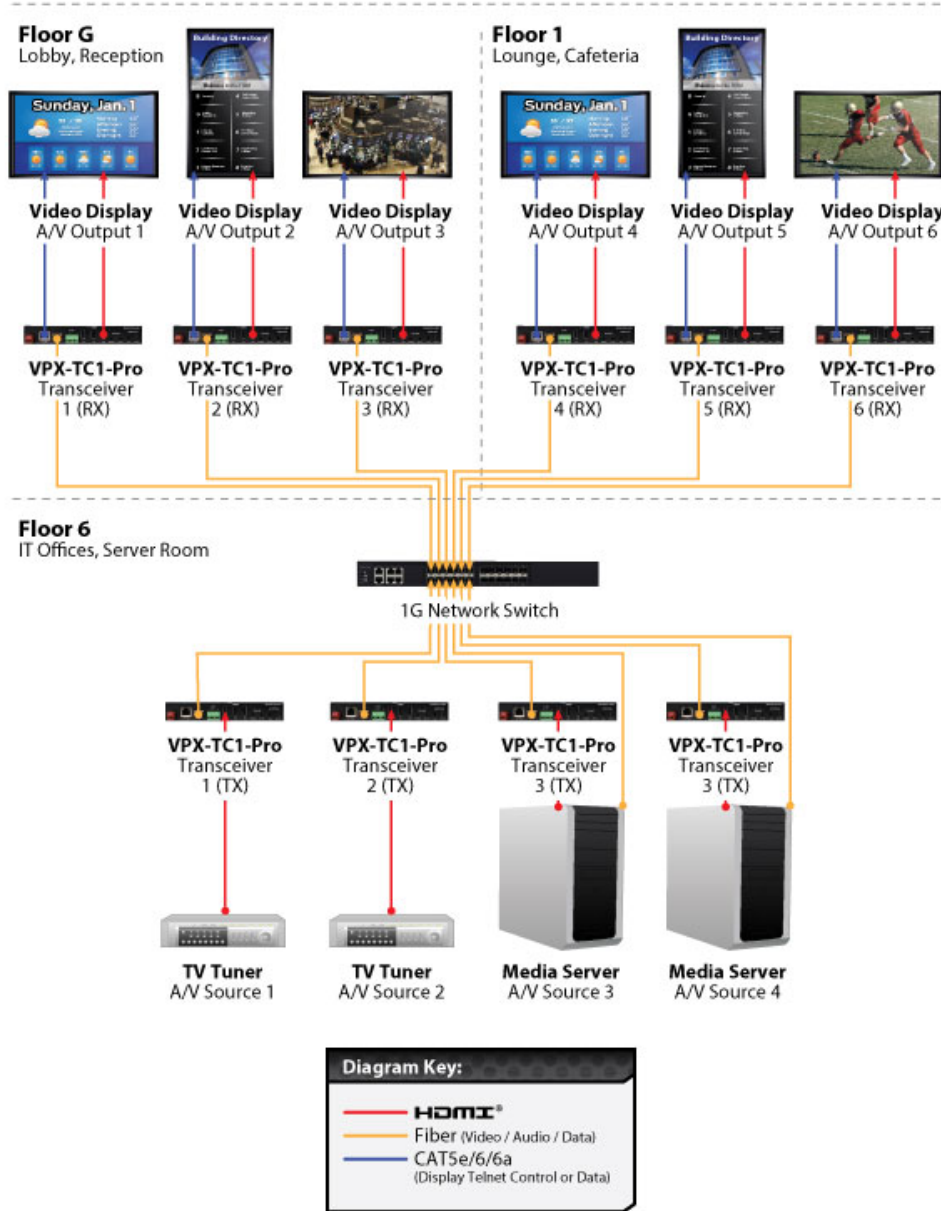 Floor G
Lobby, Reception
Building Directory
Sunday, Jan. 1
Video Display
A/V Output 1
Video Display
A/V Output 2
Video Display
A/V Output 3
VPX-TC1-Pro
Transceiver
1 (RX)
VPX-TC1-Pro
Transceiver
2 (RX)
VPX-TC1-Pro
Transceiver
3 (RX)
Floor 1
Lounge, Cafeteria
Building Directory
Sunday, Jan. 1
Video Display
A/V Output 4
Video Display
A/V Output 5
Video Display
A/V Output 6
VPX-TC1-Pro
Transceiver
4 (RX)
VPX-TC1-Pro
Transceiver
5 (RX)
VPX-TC1-Pro
Transceiver
6 (RX)
Floor 6
IT Offices, Server Room
1G Network Switch
VPX-TC1-Pro
Transceiver
1 (TX)
VPX-TC1-Pro
Transceiver
2 (TX)
VPX-TC1-Pro
Transceiver
3 (TX)
VPX-TC1-Pro
Transceiver
3 (TX)
TV Tuner
A/V Source 1
TV Tuner
A/V Source 2
Media Server
A/V Source 3
Media Server
A/V Source 4
Diagram Key:
HDMI®
Fiber (Video / Audio / Data)
CAT5e/6/6a
(Display Telnet Control or Data)